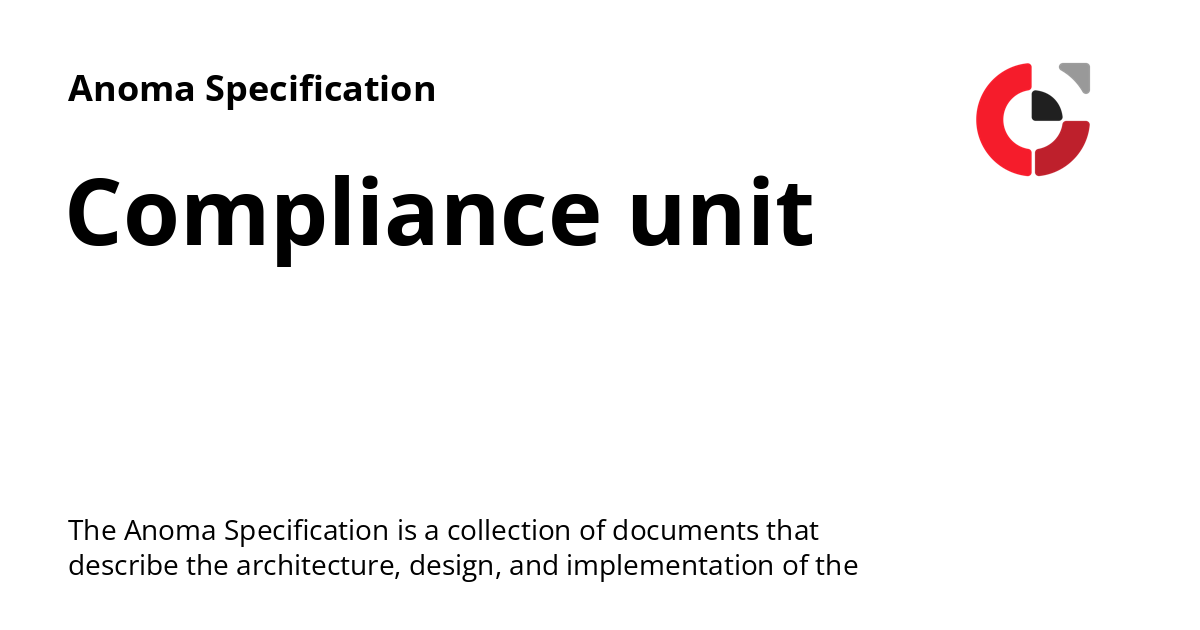 Anoma Specification
Compliance unit
The Anoma Specification is a collection of documents that
describe the architecture, design, and implementation of the